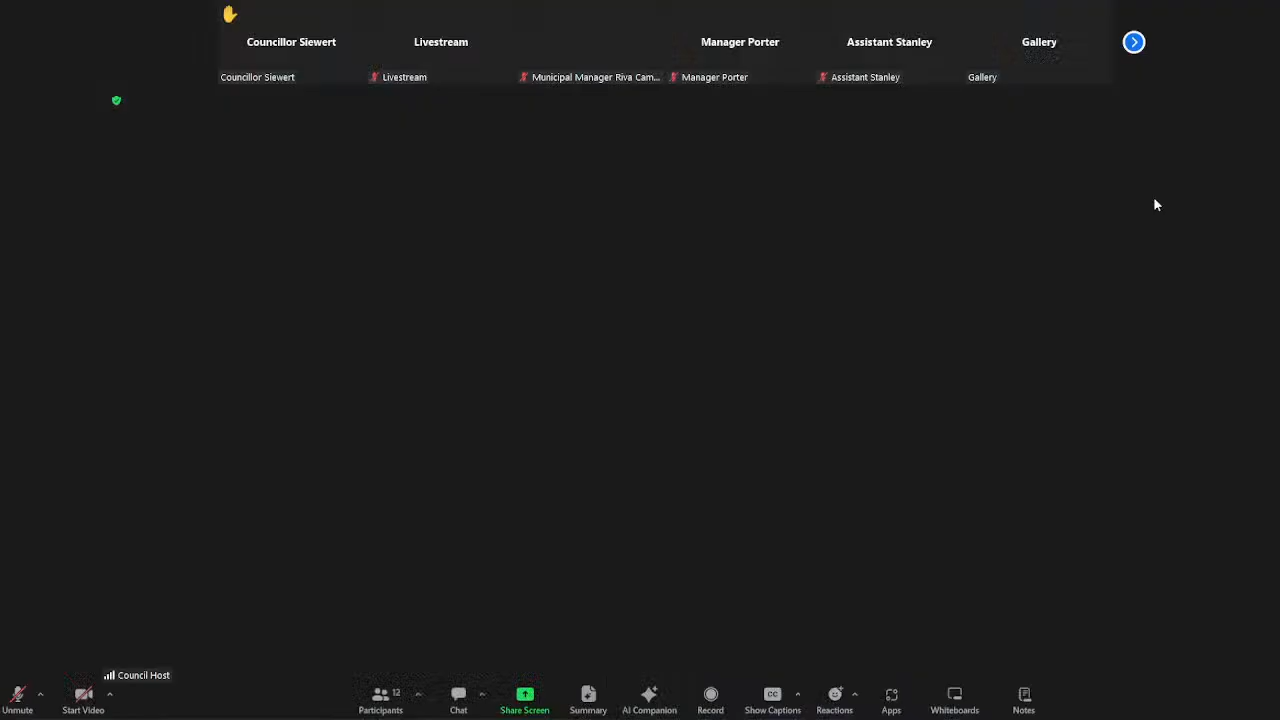 Councillor Siewert
Livestream
Manager Porter
Assistant Stanley
Gallery
Councillor Siewert
Livestream
Municipal Manager Riva Cam...
Manager Porter
Assistant Stanley
Gallery
Council Host
Unmute
Start Video
12
Participants
Chat
Share Screen
Summary
AI Companion
Record
CC
Show Captions
Reactions
Apps
Whiteboards
Notes